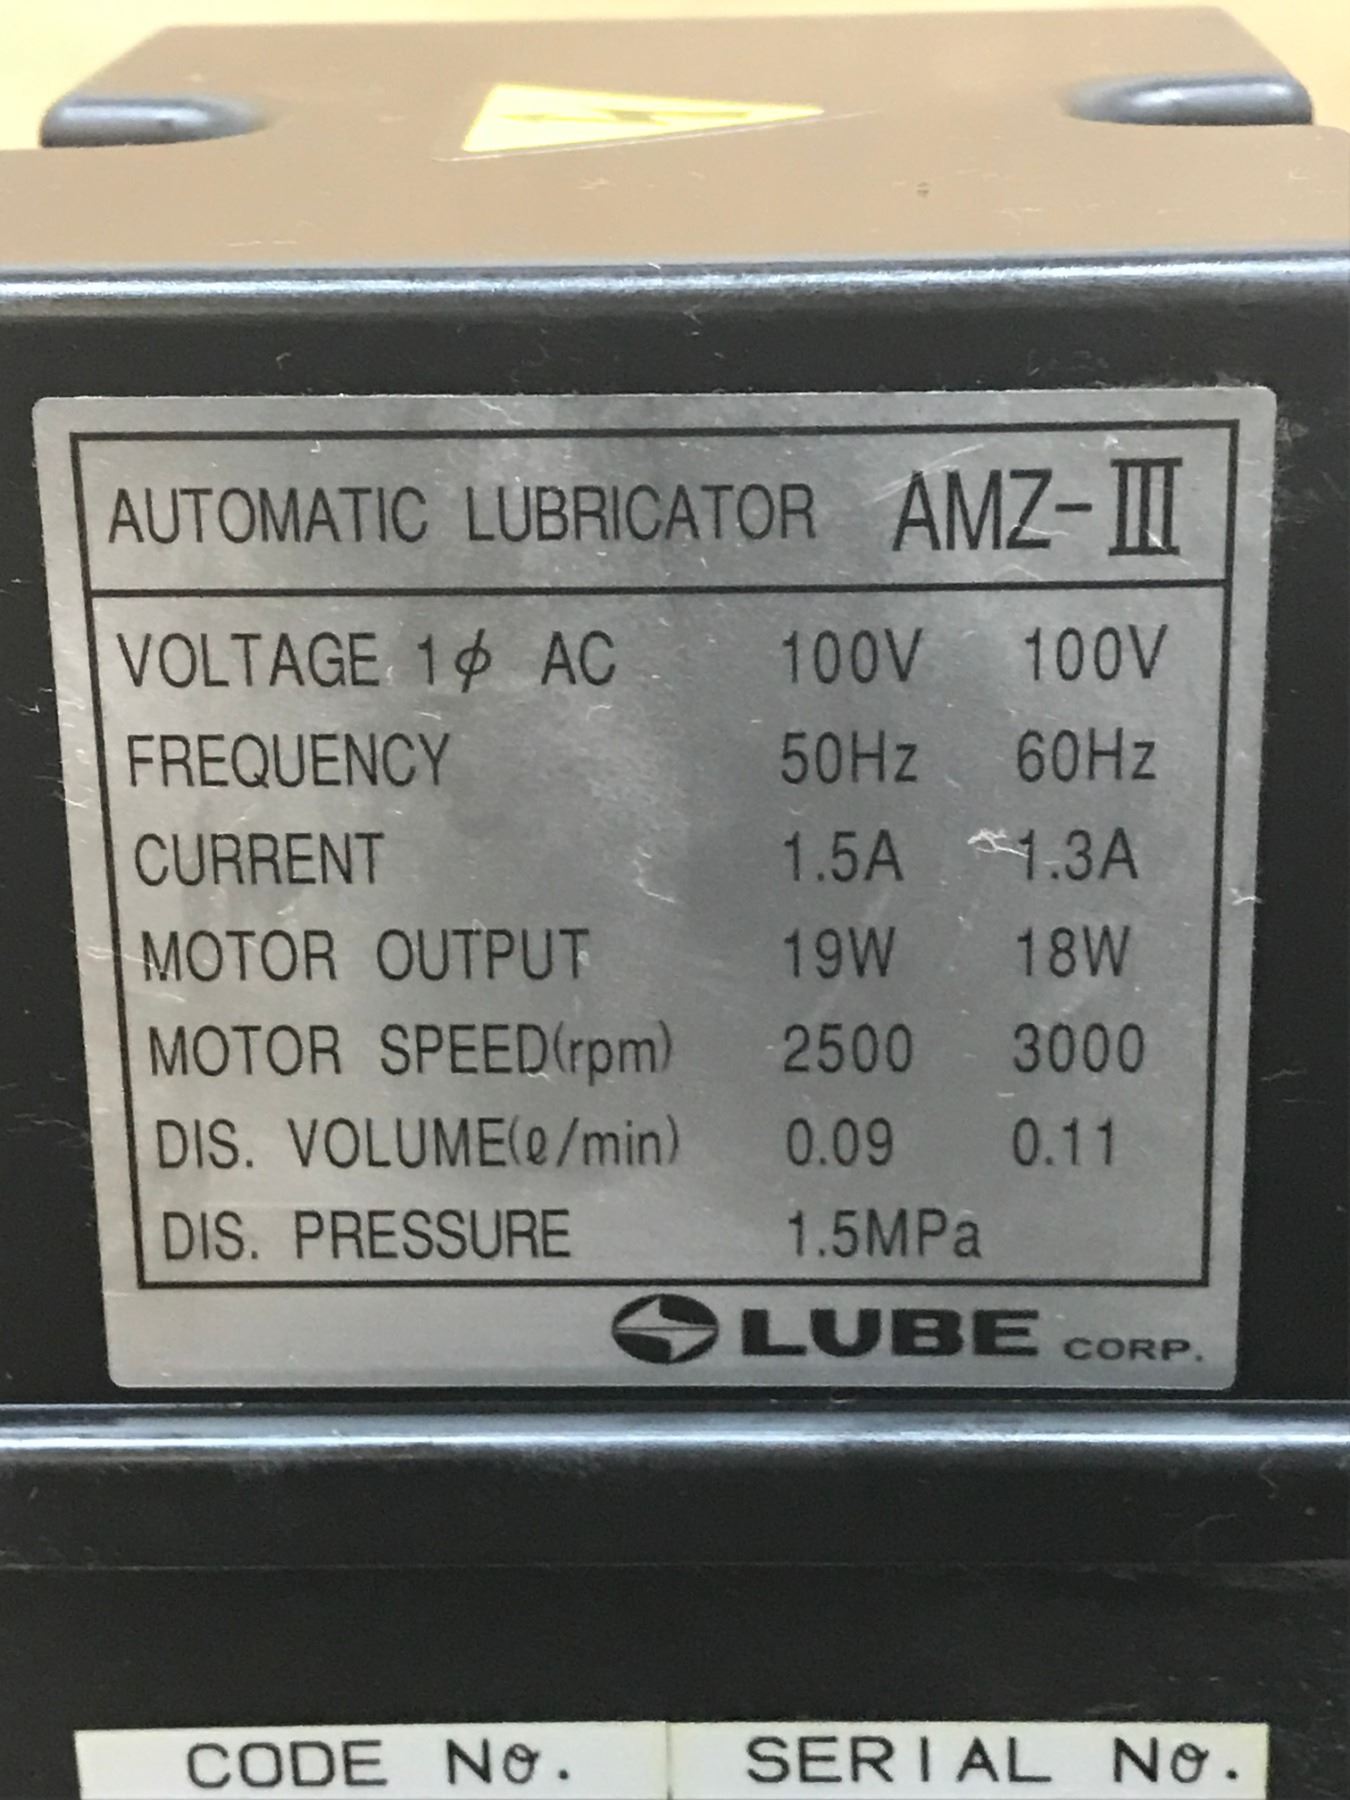 AUTOMATIC LUBRICATOR AMZ-III
VOLTAGE 1ϕ AC 100V 100V
FREQUENCY 50Hz 60Hz
CURRENT 1.5A 1.3A
MOTOR OUTPUT 19W 18W
MOTOR SPEED(rpm) 2500 3000
DIS. VOLUME(ℓ/min) 0.09 0.11
DIS. PRESSURE 1.5MPa
LUBE CORP.
CODE No. SERIAL No.